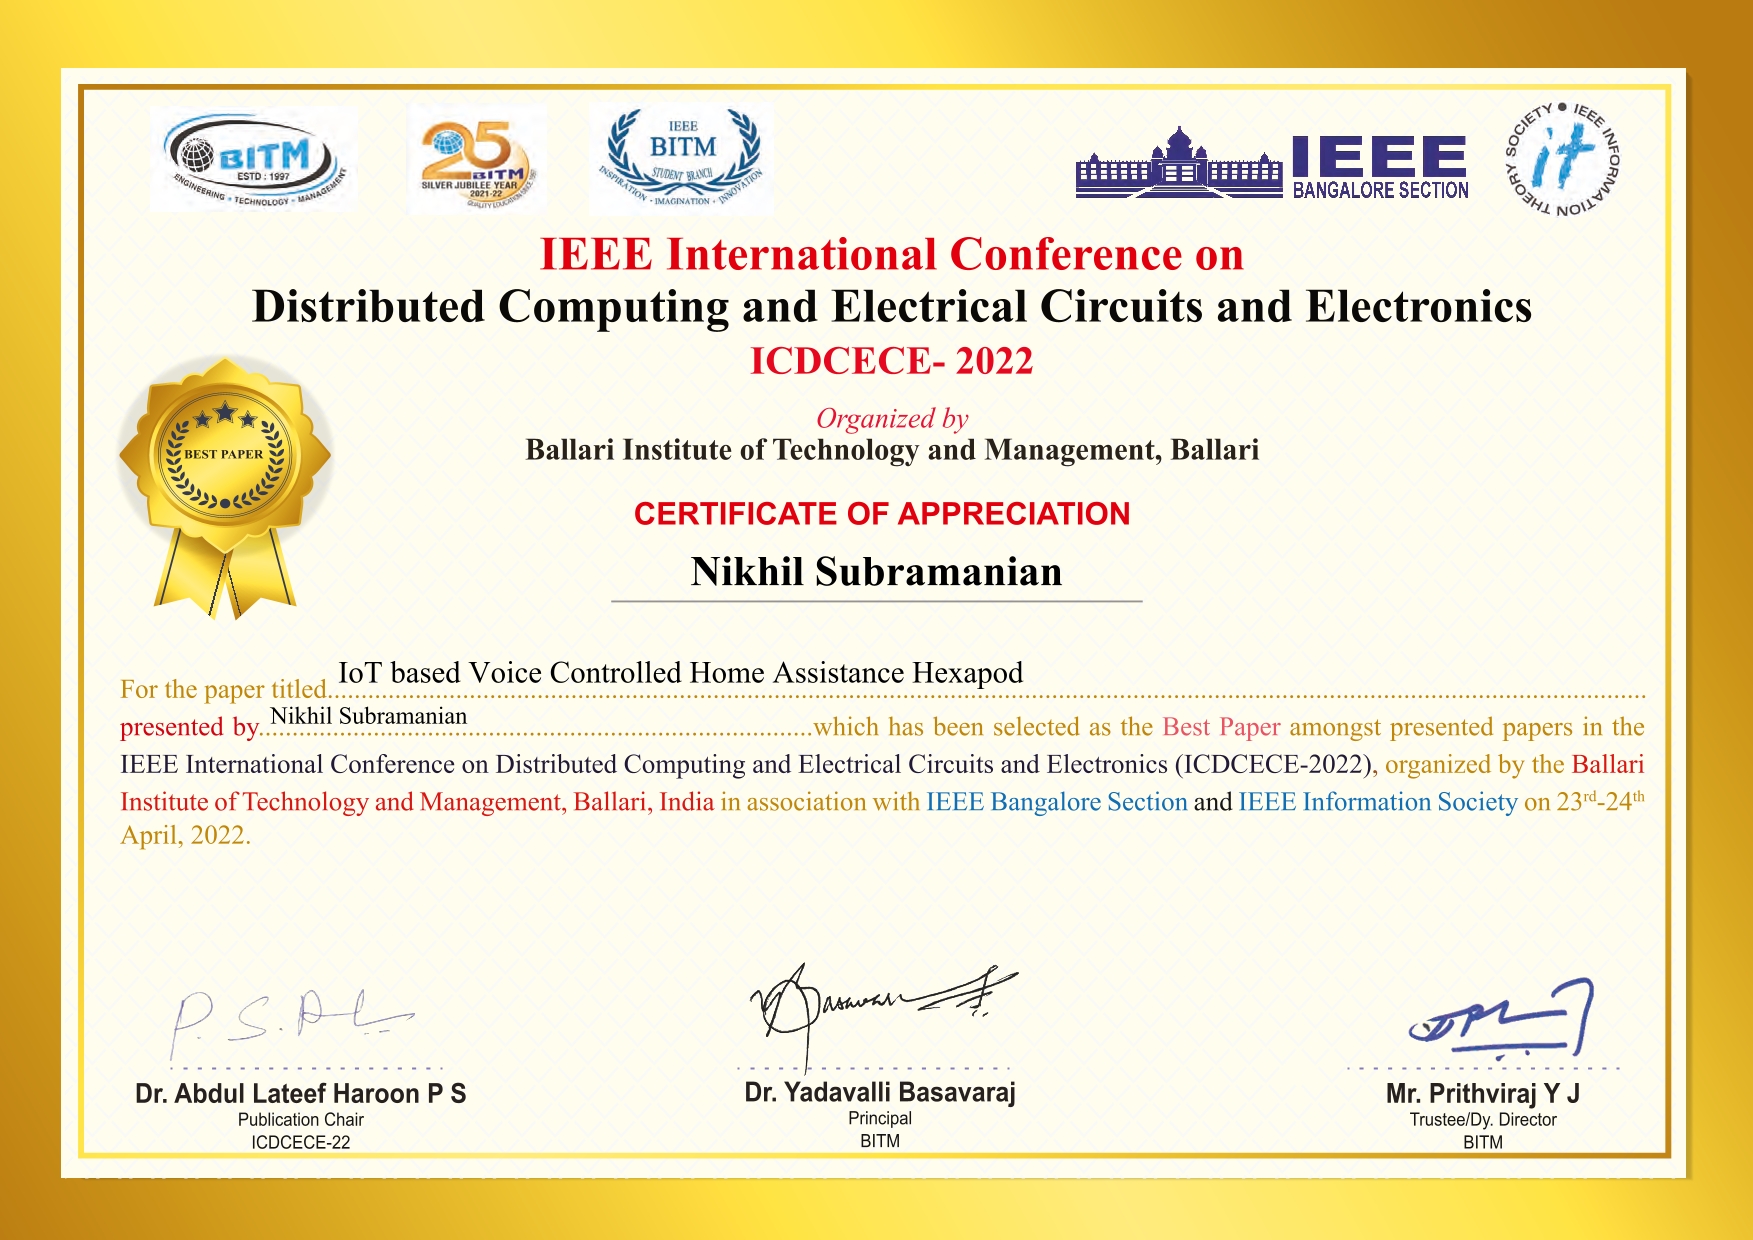 BITM
ESTD : 1997
ENGINEERING • TECHNOLOGY • MANAGEMENT
25
BITM
SILVER JUBILEE YEAR
2021-22
QUALITY EDUCATION SINCE 1997
IEEE
BITM
STUDENT BRANCH
INSPIRATION • IMAGINATION • INNOVATION
IEEE
BANGALORE SECTION
it
IEEE INFORMATION THEORY SOCIETY
IEEE International Conference on
Distributed Computing and Electrical Circuits and Electronics
ICDCECE- 2022
Organized by
Ballari Institute of Technology and Management, Ballari
BEST PAPER
CERTIFICATE OF APPRECIATION
Nikhil Subramanian
For the paper titled IoT based Voice Controlled Home Assistance Hexapod
presented by Nikhil Subramanian which has been selected as the Best Paper amongst presented papers in the
IEEE International Conference on Distributed Computing and Electrical Circuits and Electronics (ICDCECE-2022), organized by the Ballari
Institute of Technology and Management, Ballari, India in association with IEEE Bangalore Section and IEEE Information Society on 23rd-24th
April, 2022.
Dr. Abdul Lateef Haroon P S
Publication Chair
ICDCECE-22
Dr. Yadavalli Basavaraj
Principal
BITM
Mr. Prithviraj Y J
Trustee/Dy. Director
BITM